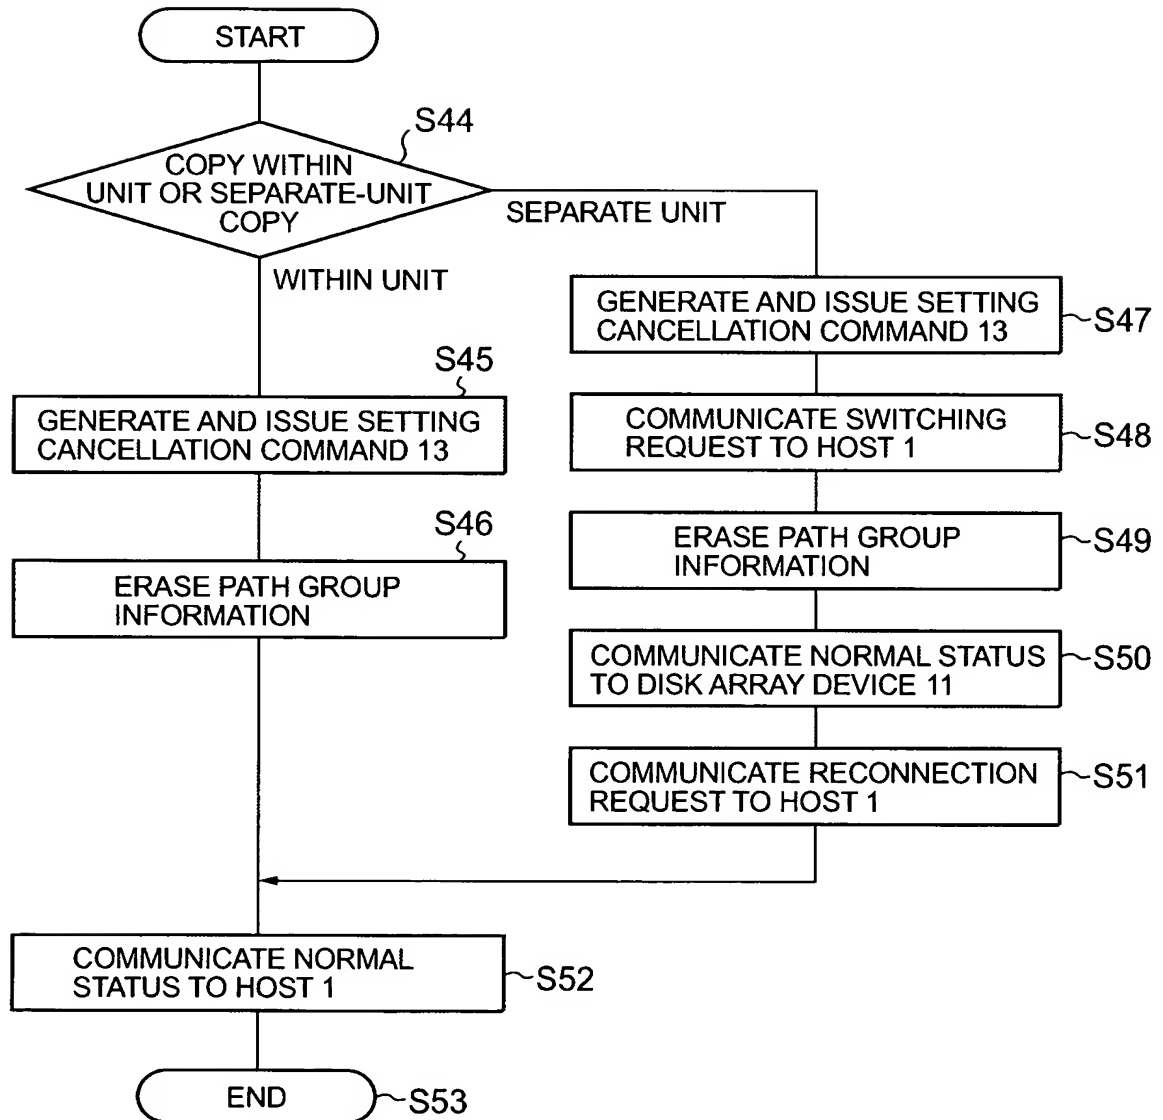 START
S44
COPY WITHIN
UNIT OR SEPARATE-UNIT
COPY
SEPARATE UNIT
WITHIN UNIT
S45
GENERATE AND ISSUE SETTING
CANCELLATION COMMAND 13
S46
ERASE PATH GROUP
INFORMATION
GENERATE AND ISSUE SETTING
CANCELLATION COMMAND 13
S47
COMMUNICATE SWITCHING
REQUEST TO HOST 1
S48
ERASE PATH GROUP
INFORMATION
S49
COMMUNICATE NORMAL STATUS
TO DISK ARRAY DEVICE 11
S50
COMMUNICATE RECONNECTION
REQUEST TO HOST 1
S51
COMMUNICATE NORMAL
STATUS TO HOST 1
S52
END
S53